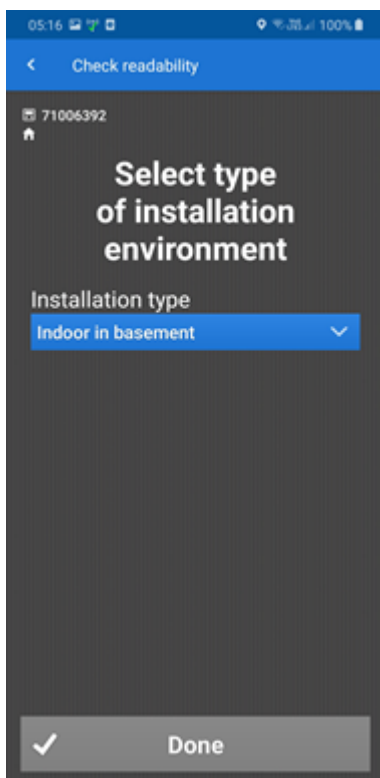 05:16 100%
Check readability
71006392
Select type
of installation
environment
Installation type
Indoor in basement
Done